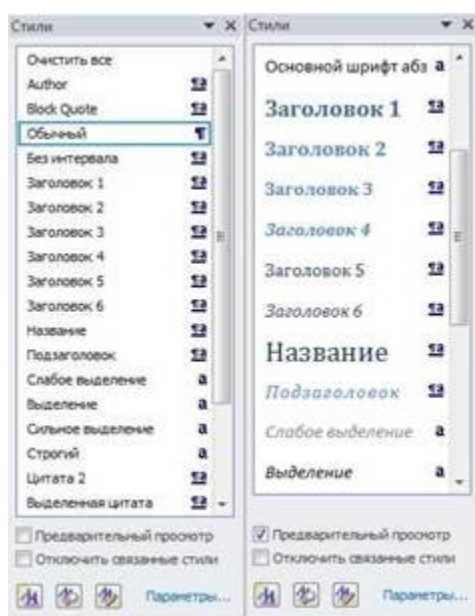 Стили
Очистить все
Author
Block Quote
Обычный
Без интервала
Заголовок 1
Заголовок 2
Заголовок 3
Заголовок 4
Заголовок 5
Заголовок 6
Название
Подзаголовок
Слабое выделение a
Выделение a
Сильное выделение a
Строгий a
Цитата 2
Выделенная цитата
Предварительный просмотр
Отключить связанные стили
Параметры...
Стили
Основной шрифт абз a
Заголовок 1
Заголовок 2
Заголовок 3
Заголовок 4
Заголовок 5
Заголовок 6
Название
Подзаголовок
Слабое выделение a
Выделение a
Предварительный просмотр
Отключить связанные стили
Параметры...